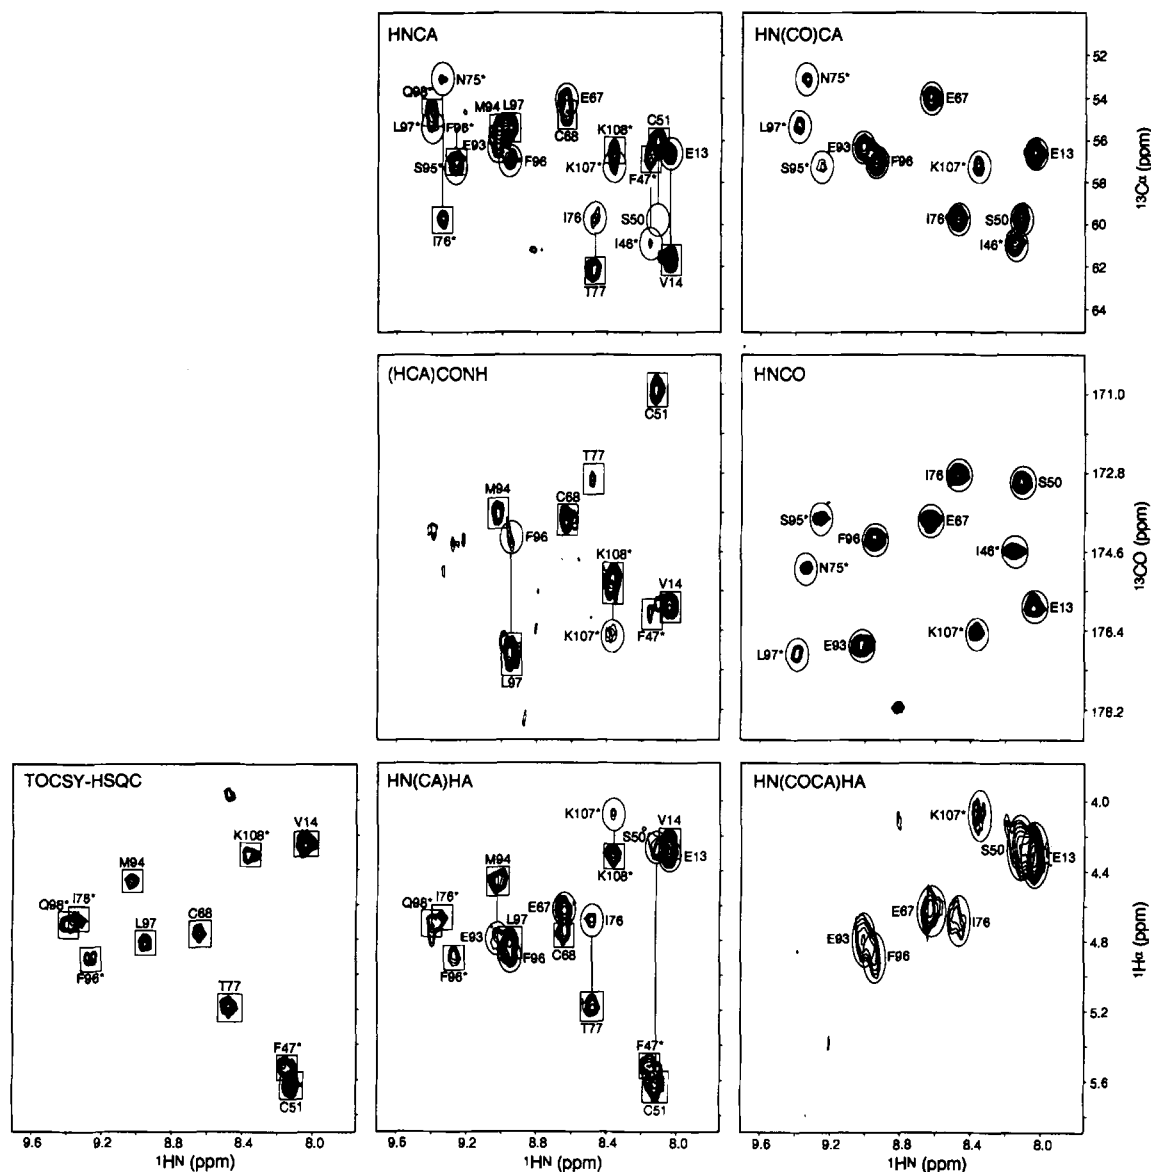 HNCA
N75*
Q98*
L97
M94
E67
C51
L97*
F96*
E93
C68
K108*
S95*
F96
K107*
F47*
E13
I76
S50
I46*
I76*
T77
V14
HN(CO)CA
N75*
E67
L97*
E93
F96
S95*
K107*
E13
I76
S50
I46*
52
54
56
58
60
62
64
13Cα (ppm)
(HCA)CONH
C51
T77
M94
C68
F96
K108*
V14
K107*
F47*
L97
HNCO
I76
S50
S95*
E67
F96
I46*
N75*
E13
K107*
L97*
E93
171.0
172.8
174.6
176.4
178.2
13CO (ppm)
TOCSY-HSQC
V14
K108*
M94
Q98*
I76*
L97
C68
F96*
T77
F47*
C51
9.6
9.2
8.8
8.4
8.0
1HN (ppm)
HN(CA)HA
K107*
V14
S50*
M94
E13
K108*
Q98*
I76*
E67
I76
E93
L97
C68
F96*
F96
T77
F47*
C51
9.6
9.2
8.8
8.4
8.0
1HN (ppm)
HN(COCA)HA
K107*
S50
E13
E67
I76
E93
F96
9.6
9.2
8.8
8.4
8.0
1HN (ppm)
4.0
4.4
4.8
5.2
5.6
1Hα (ppm)